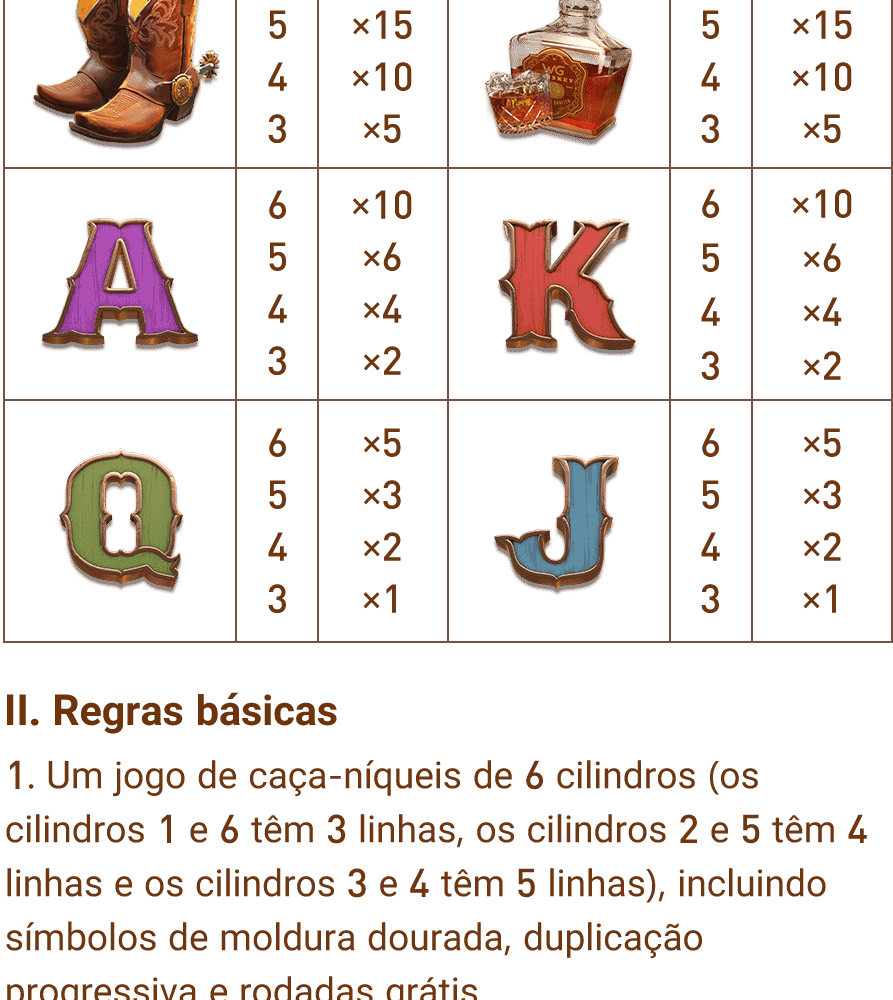 5 ×15 5 ×15
4 ×10 WG 4 ×10
3 ×5 3 ×5
6 ×10 6 ×10
5 ×6 5 ×6
A K
4 ×4 4 ×4
3 ×2 3 ×2
6 ×5 6 ×5
5 ×3 5 ×3
Q J
4 ×2 4 ×2
3 ×1 3 ×1
II. Regras básicas
1. Um jogo de caça-níqueis de 6 cilindros (os
cilindros 1 e 6 têm 3 linhas, os cilindros 2 e 5 têm 4
linhas e os cilindros 3 e 4 têm 5 linhas), incluindo
símbolos de moldura dourada, duplicação
progressiva e rodadas grátis